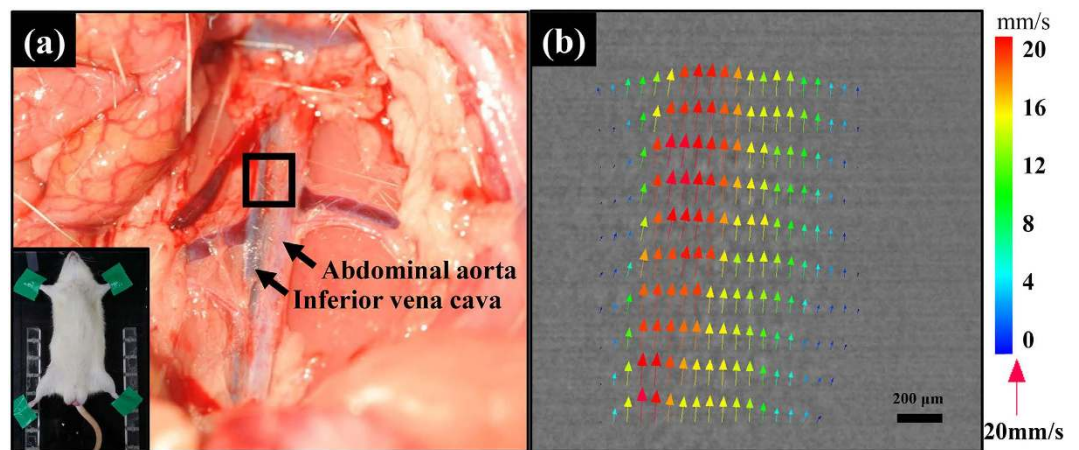 (a)
Abdominal aorta
Inferior vena cava
(b)
200 μm
mm/s
20
16
12
8
4
0
20mm/s